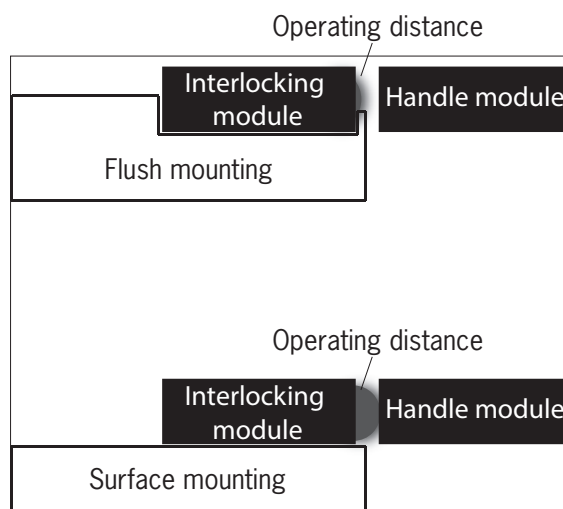 Operating distance
Interlocking
module
Handle module
Flush mounting
Operating distance
Interlocking
module
Handle module
Surface mounting